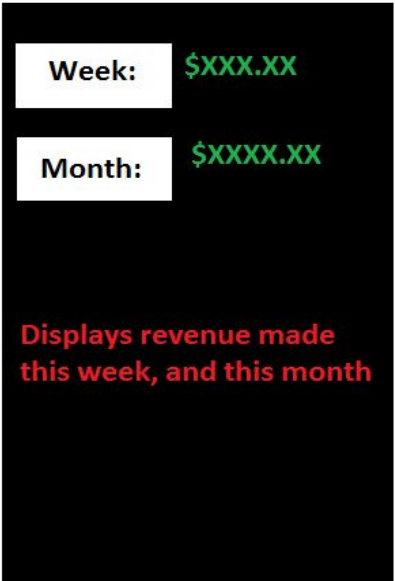 Week: $XXX.XX
Month: $XXXX.XX
Displays revenue made
this week, and this month